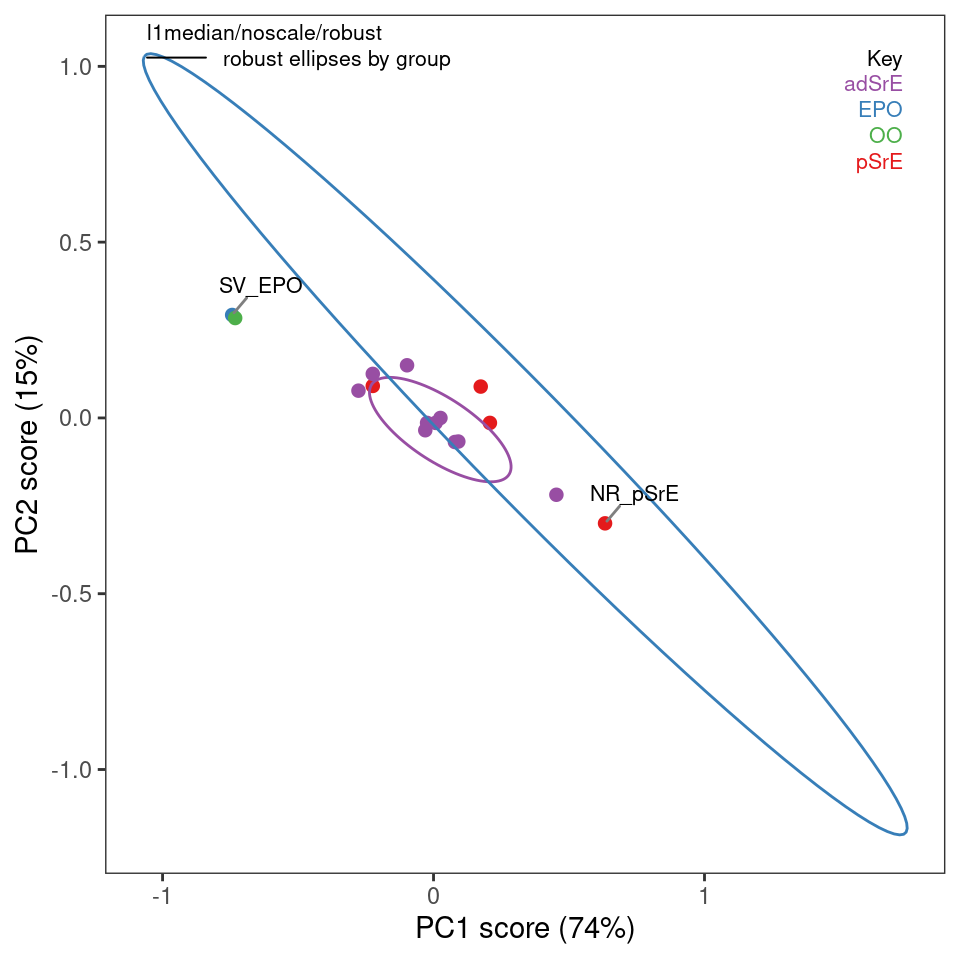 l1median/noscale/robust
robust ellipses by group
Key
adSrE
EPO
OO
pSrE
SV_EPO
NR_pSrE
PC2 score (15%)
1.0
0.5
0.0
-0.5
-1.0
-1
0
1
PC1 score (74%)